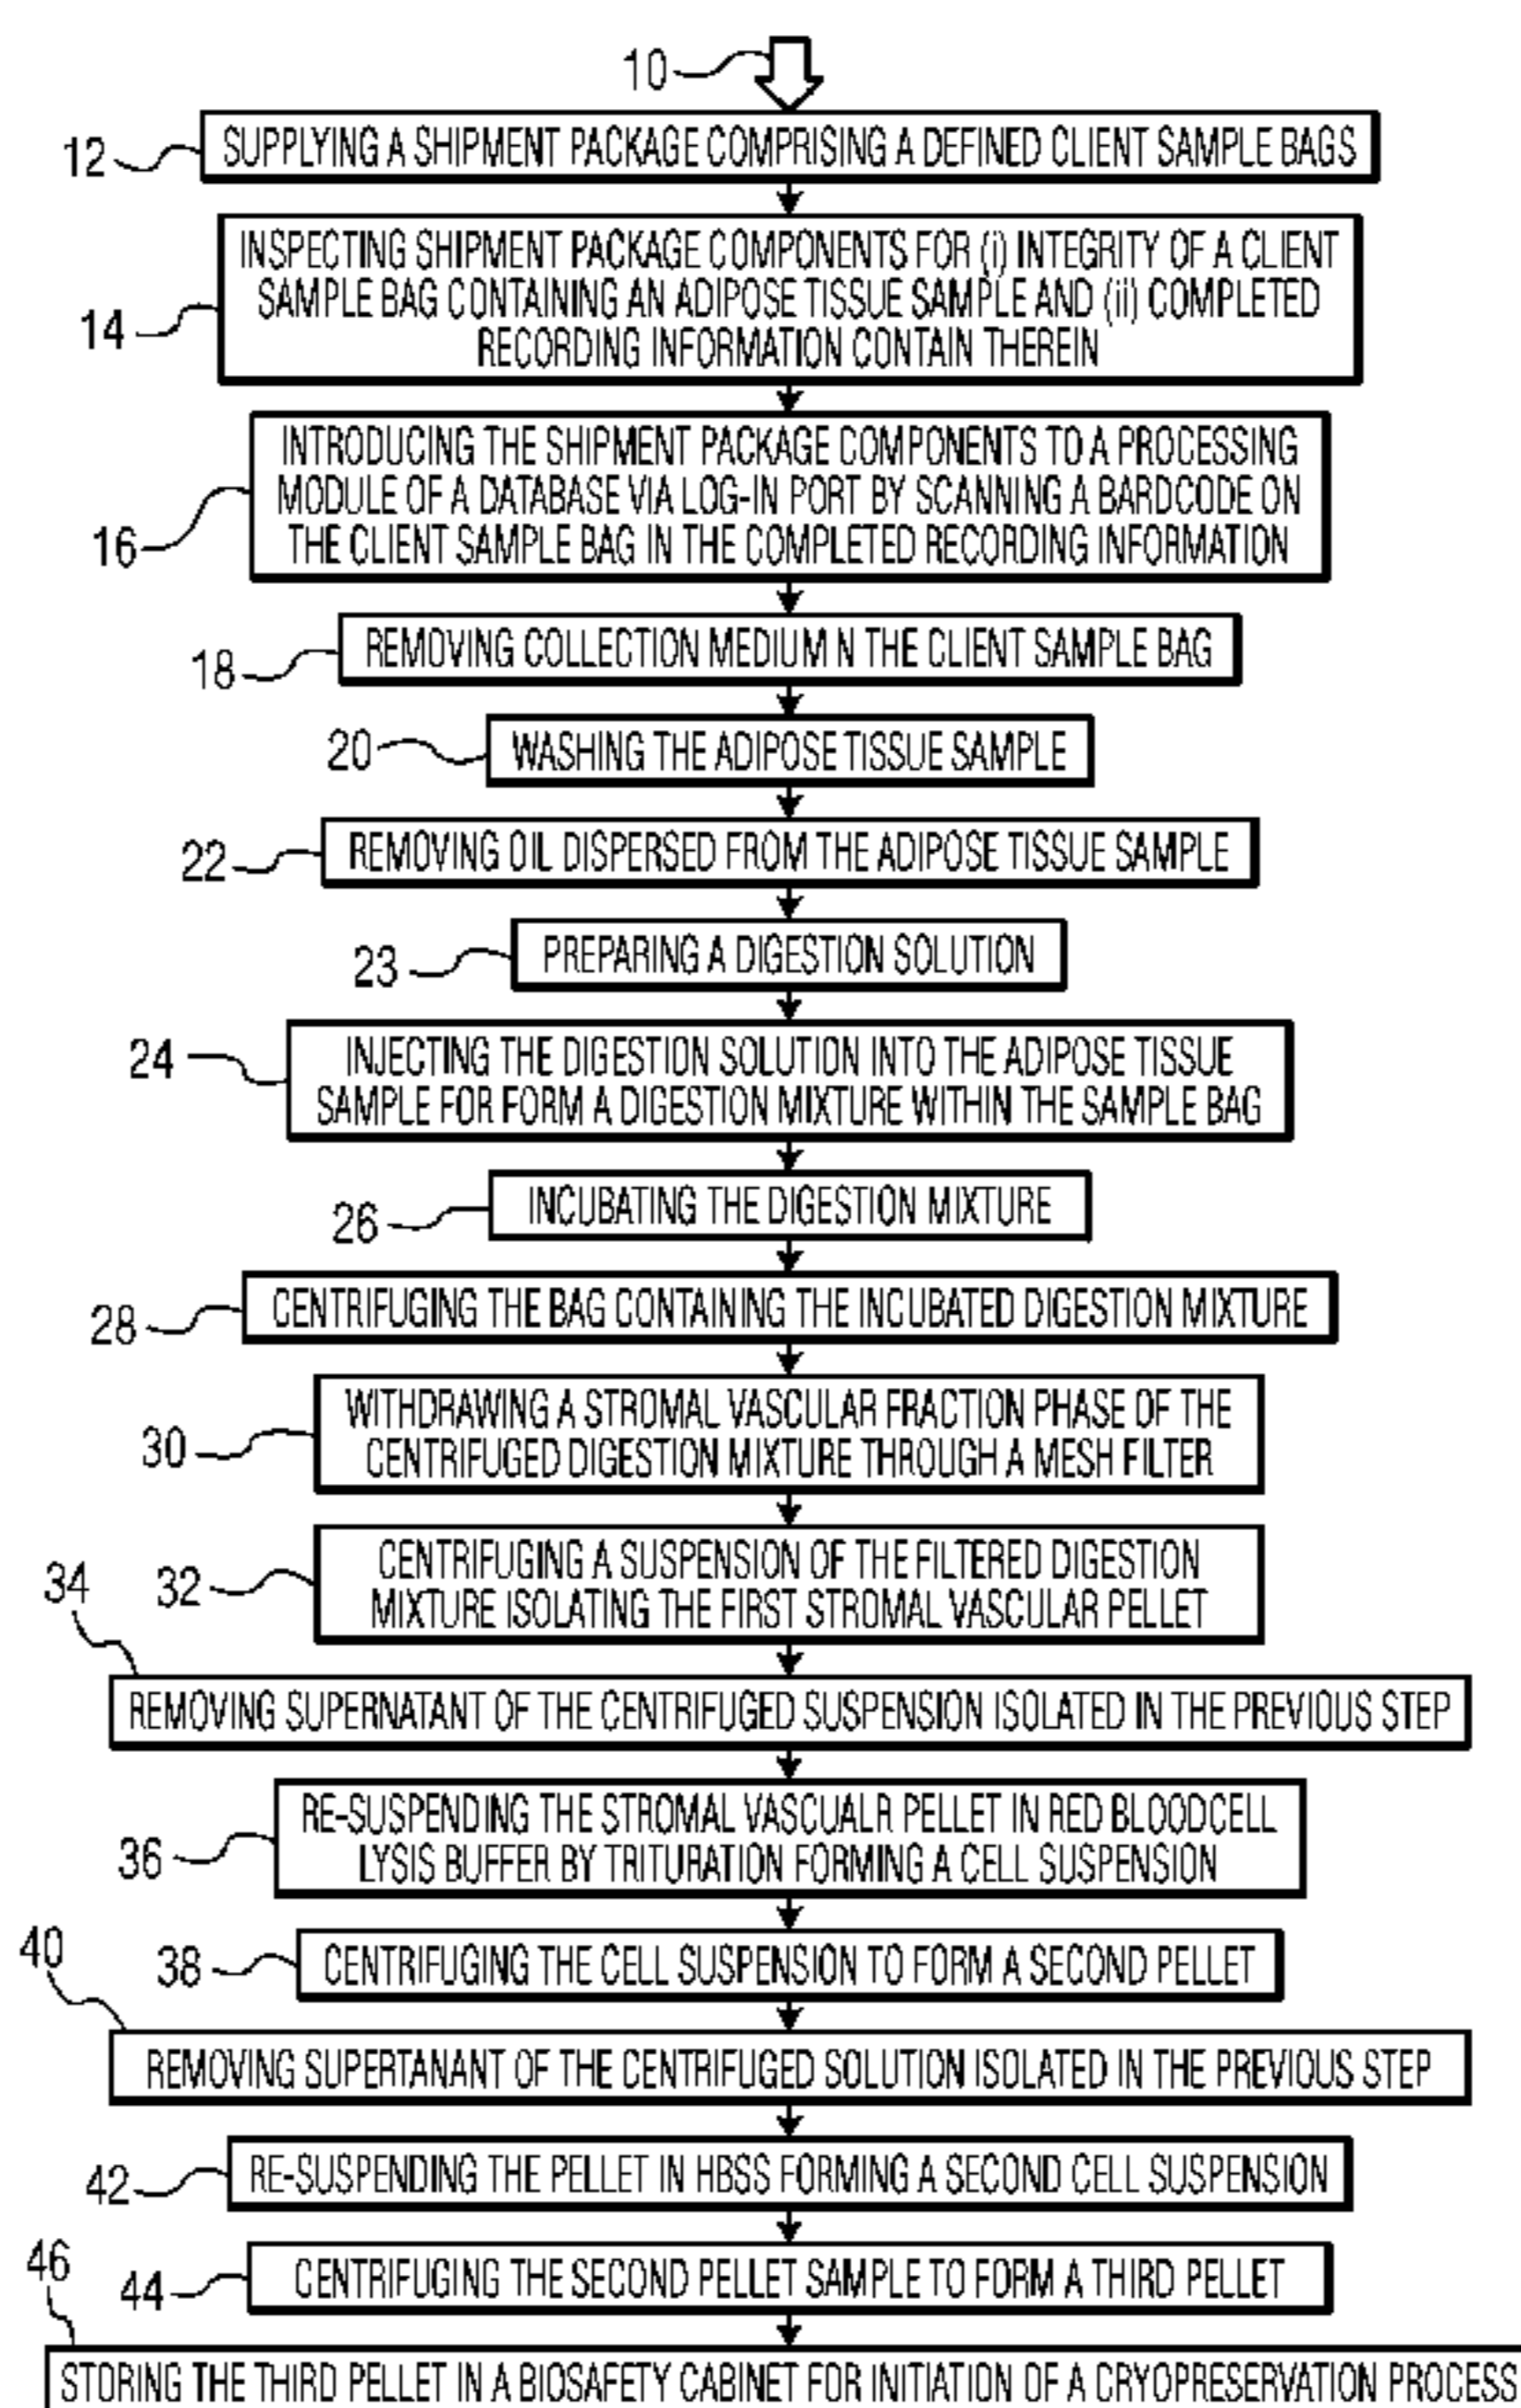 10
12
SUPPLYING A SHIPMENT PACKAGE COMPRISING A DEFINED CLIENT SAMPLE BAGS
14
INSPECTING SHIPMENT PACKAGE COMPONENTS FOR (i) INTEGRITY OF A CLIENT
SAMPLE BAG CONTAINING AN ADIPOSE TISSUE SAMPLE AND (ii) COMPLETED
RECORDING INFORMATION CONTAIN THEREIN
16
INTRODUCING THE SHIPMENT PACKAGE COMPONENTS TO A PROCESSING
MODULE OF A DATABASE VIA LOG-IN PORT BY SCANNING A BARDCODE ON
THE CLIENT SAMPLE BAG IN THE COMPLETED RECORDING INFORMATION
18
REMOVING COLLECTION MEDIUM N THE CLIENT SAMPLE BAG
20
WASHING THE ADIPOSE TISSUE SAMPLE
22
REMOVING OIL DISPERSED FROM THE ADIPOSE TISSUE SAMPLE
23
PREPARING A DIGESTION SOLUTION
24
INJECTING THE DIGESTION SOLUTION INTO THE ADIPOSE TISSUE
SAMPLE FOR FORM A DIGESTION MIXTURE WITHIN THE SAMPLE BAG
26
INCUBATING THE DIGESTION MIXTURE
28
CENTRIFUGING THE BAG CONTAINING THE INCUBATED DIGESTION MIXTURE
30
WITHDRAWING A STROMAL VASCULAR FRACTION PHASE OF THE
CENTRIFUGED DIGESTION MIXTURE THROUGH A MESH FILTER
32
CENTRIFUGING A SUSPENSION OF THE FILTERED DIGESTION
MIXTURE ISOLATING THE FIRST STROMAL VASCULAR PELLET
34
REMOVING SUPERNATANT OF THE CENTRIFUGED SUSPENSION ISOLATED IN THE PREVIOUS STEP
36
RE-SUSPENDING THE STROMAL VASCUALR PELLET IN RED BLOODCELL
LYSIS BUFFER BY TRITURATION FORMING A CELL SUSPENSION
38
CENTRIFUGING THE CELL SUSPENSION TO FORM A SECOND PELLET
40
REMOVING SUPERTANANT OF THE CENTRIFUGED SOLUTION ISOLATED IN THE PREVIOUS STEP
42
RE-SUSPENDING THE PELLET IN HBSS FORMING A SECOND CELL SUSPENSION
44
CENTRIFUGING THE SECOND PELLET SAMPLE TO FORM A THIRD PELLET
46
STORING THE THIRD PELLET IN A BIOSAFETY CABINET FOR INITIATION OF A CRYOPRESERVATION PROCESS